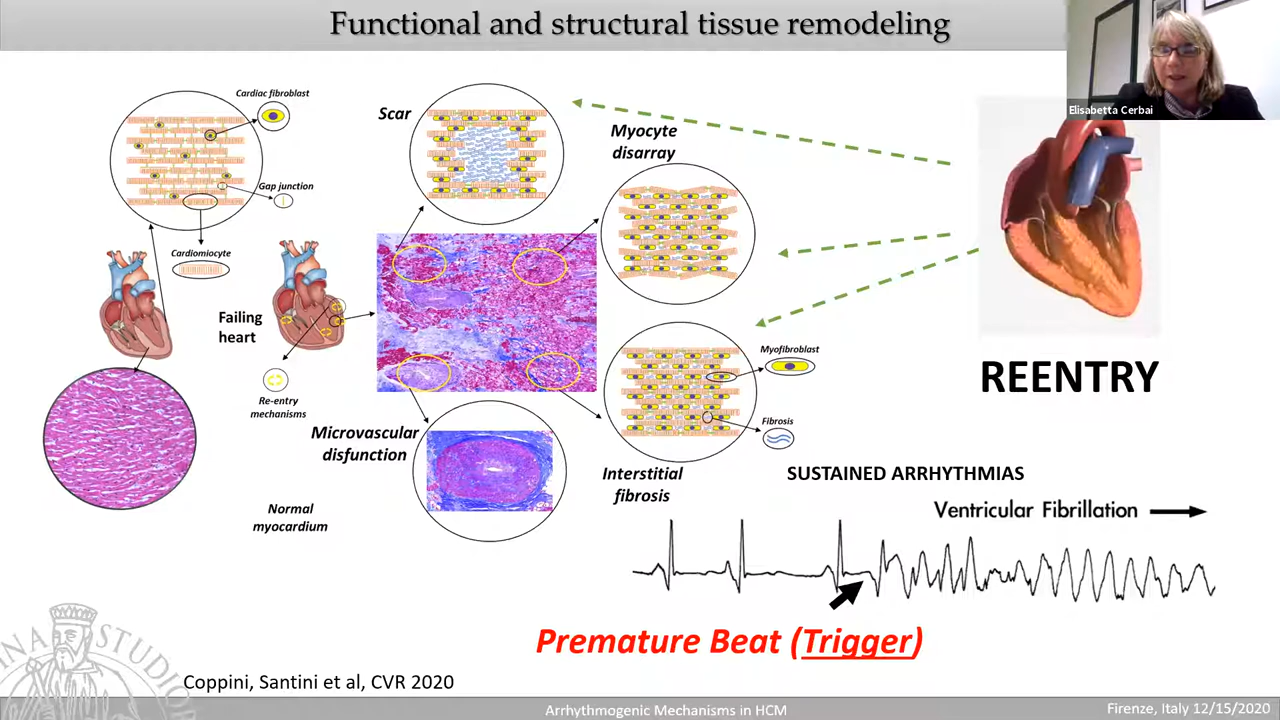 Functional and structural tissue remodeling
Elisabetta Cerbai
Cardiac fibroblast
Gap junction
Cardiomiocyte
Scar
Myocyte
disarray
Failing
heart
Re-entry
mechanisms
Microvascular
disfunction
Normal
myocardium
Myofibroblast
Fibrosis
Interstitial
fibrosis
REENTRY
SUSTAINED ARRHYTHMIAS
Ventricular Fibrillation
Premature Beat (Trigger)
Coppini, Santini et al, CVR 2020
Arrhythmogenic Mechanisms in HCM
Firenze, Italy 12/15/2020